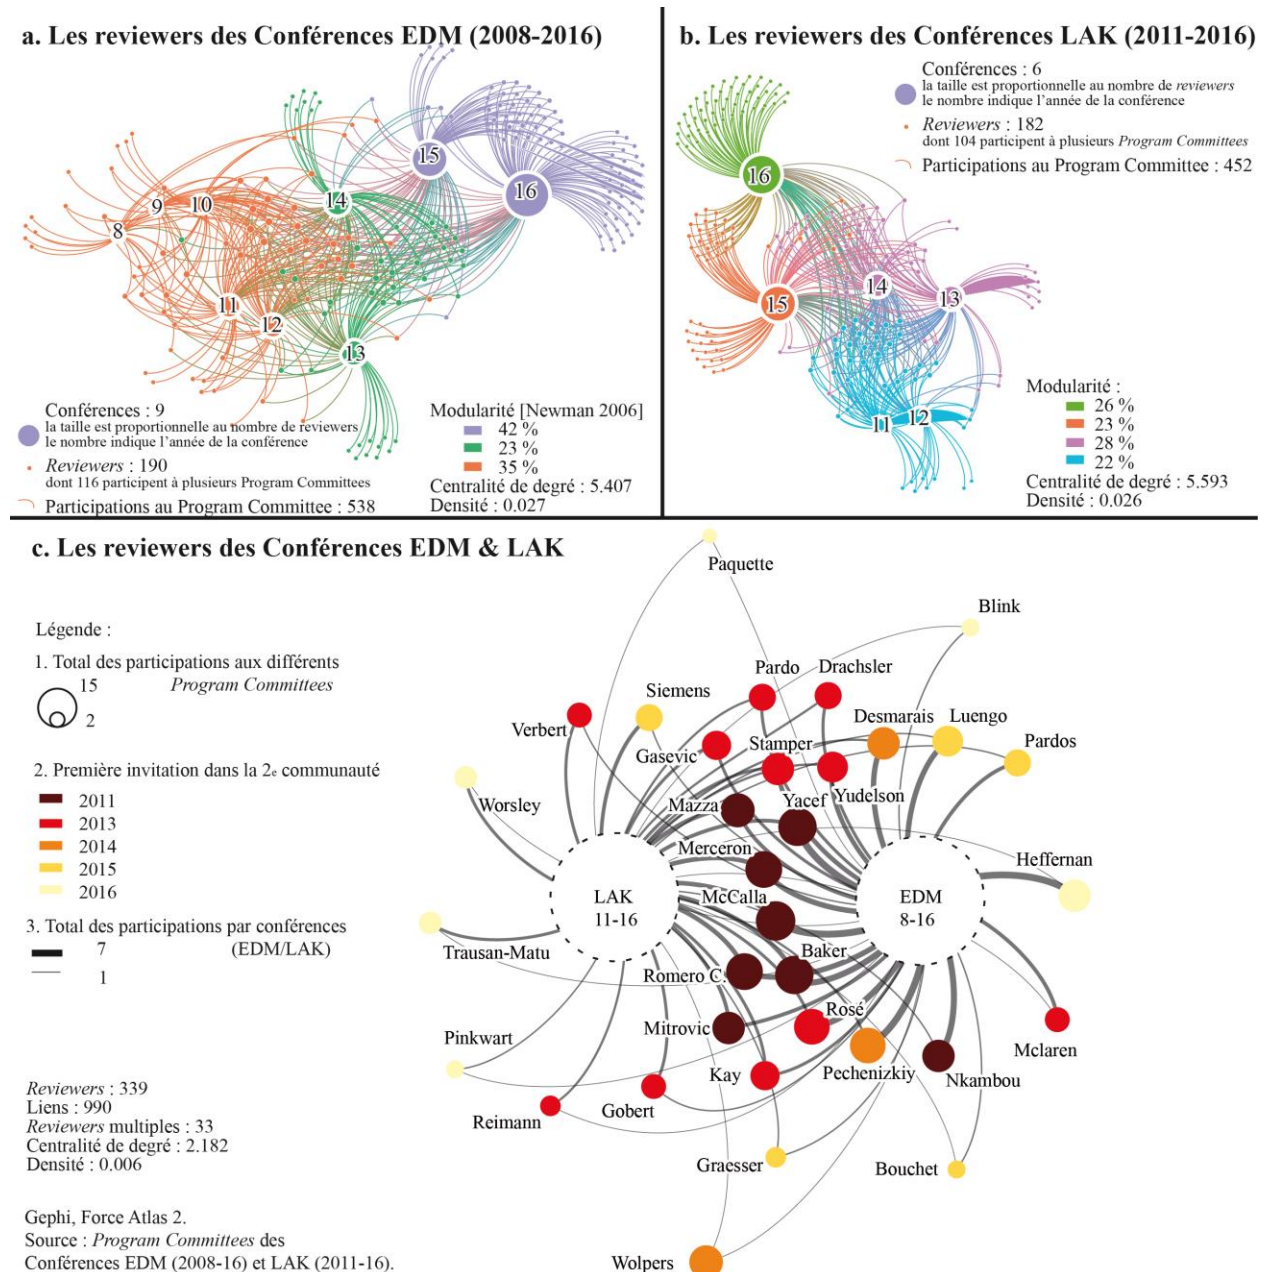 a. Les reviewers des Conférences EDM (2008-2016)
8
9
10
11
12
13
14
15
16
Conférences : 9
la taille est proportionnelle au nombre de reviewers
le nombre indique l'année de la conférence
Reviewers : 190
dont 116 participent à plusieurs Program Committees
Participations au Program Committee : 538
Modularité [Newman 2006]
42 %
23 %
35 %
Centralité de degré : 5.407
Densité : 0.027
b. Les reviewers des Conférences LAK (2011-2016)
Conférences : 6
la taille est proportionnelle au nombre de reviewers
le nombre indique l'année de la conférence
Reviewers : 182
dont 104 participent à plusieurs Program Committees
Participations au Program Committee : 452
16
15
14
13
11
12
Modularité :
26 %
23 %
28 %
22 %
Centralité de degré : 5.593
Densité : 0.026
c. Les reviewers des Conférences EDM & LAK
Légende :
1. Total des participations aux différents
Program Committees
15
2
2. Première invitation dans la 2e communauté
2011
2013
2014
2015
2016
3. Total des participations par conférences
(EDM/LAK)
7
1
Reviewers : 339
Liens : 990
Reviewers multiples : 33
Centralité de degré : 2.182
Densité : 0.006
Gephi, Force Atlas 2.
Source : Program Committees des
Conférences EDM (2008-16) et LAK (2011-16).
Paquette
Blink
Pardo
Drachsler
Siemens
Verbert
Desmarais
Luengo
Gasevic
Stamper
Pardos
Worsley
Mazza
Yacef
Yudelson
Merceron
Heffernan
LAK
11-16
McCalla
EDM
8-16
Trausan-Matu
Baker
Romero C.
Rosé
Mitrovic
Pinkwart
Mclaren
Kay
Pechenizkiy
Nkambou
Gobert
Reimann
Graesser
Bouchet
Wolpers